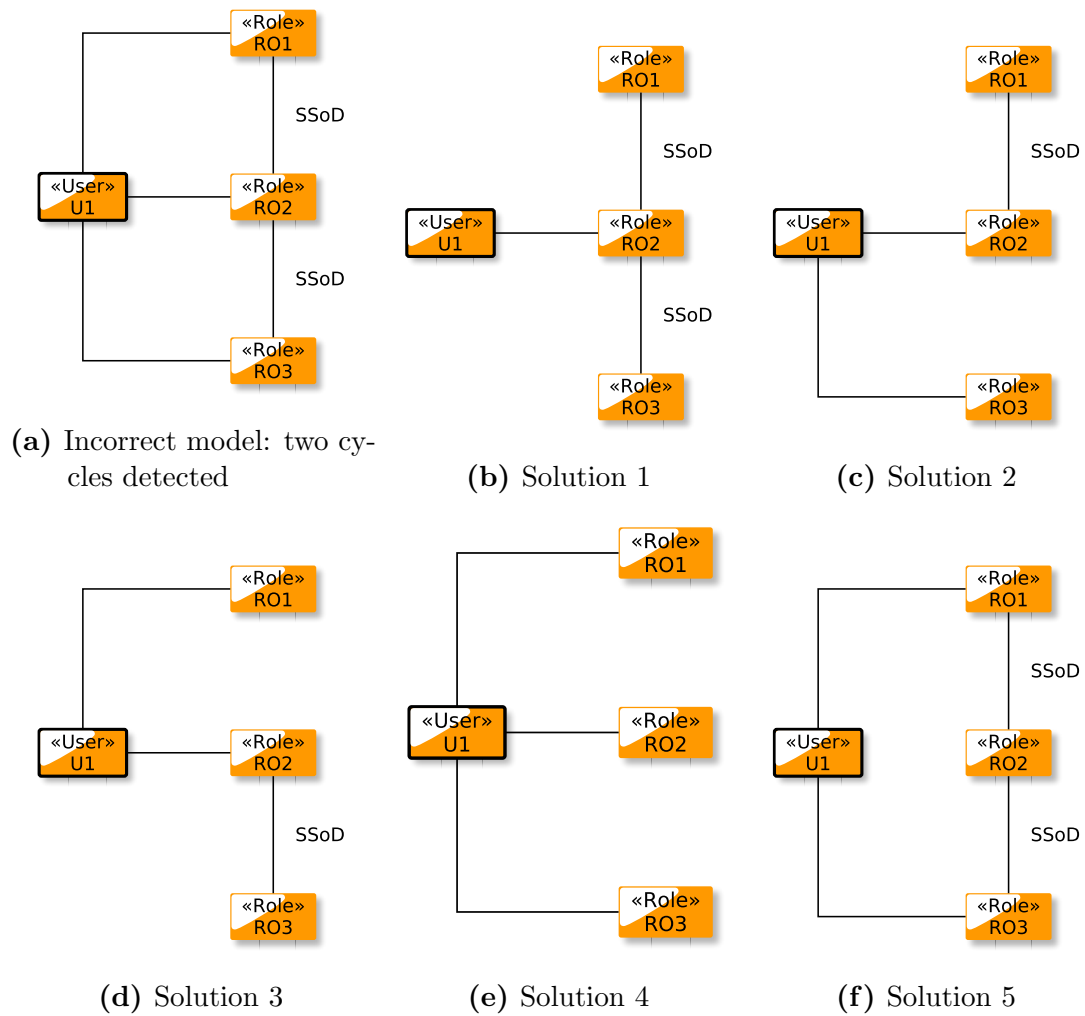 «Role»
RO1
SSoD
«User»
U1
«Role»
RO2
SSoD
«Role»
RO3
(a) Incorrect model: two cy-
cles detected
«Role»
RO1
SSoD
«User»
U1
«Role»
RO2
SSoD
«Role»
RO3
(b) Solution 1
«Role»
RO1
SSoD
«User»
U1
«Role»
RO2
«Role»
RO3
(c) Solution 2
«Role»
RO1
«User»
U1
«Role»
RO2
SSoD
«Role»
RO3
(d) Solution 3
«Role»
RO1
«User»
U1
«Role»
RO2
«Role»
RO3
(e) Solution 4
«Role»
RO1
SSoD
«User»
U1
«Role»
RO2
SSoD
«Role»
RO3
(f) Solution 5